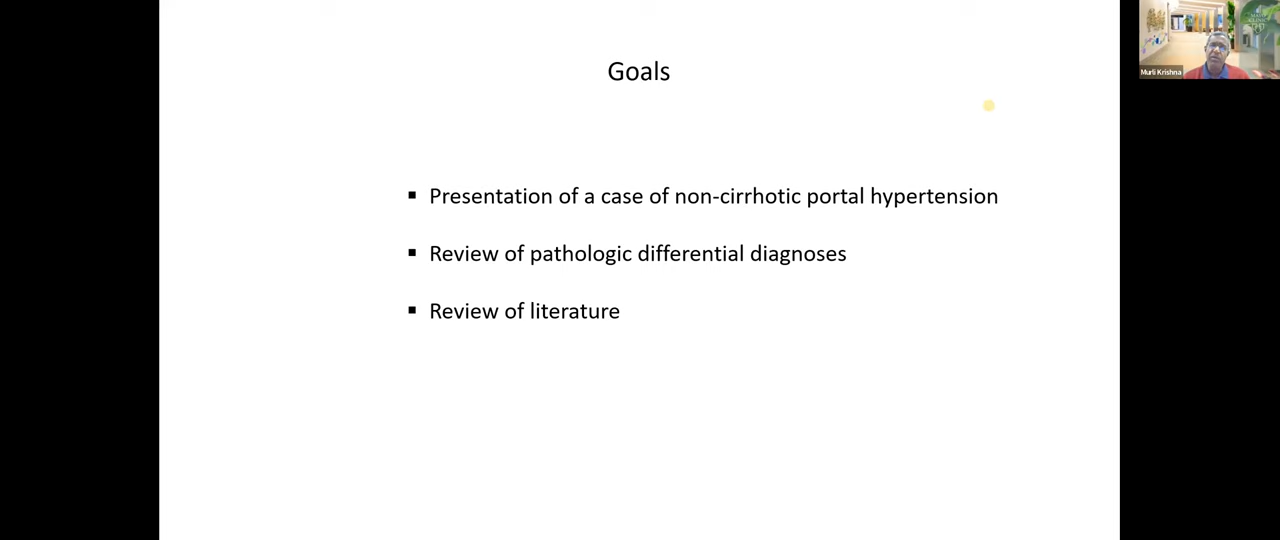 Goals
Murli Krishna
▪ Presentation of a case of non-cirrhotic portal hypertension
▪ Review of pathologic differential diagnoses
▪ Review of literature